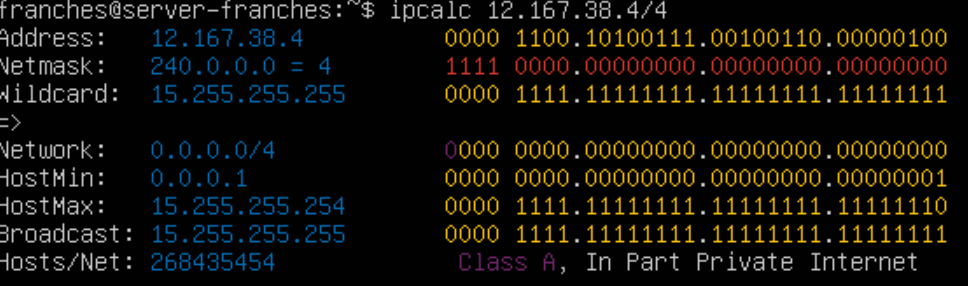 franches@server-franches:~$ ipcalc 12.167.38.4/4
Address: 12.167.38.4 0000 1100.10100111.00100110.00000100
Netmask: 240.0.0.0 = 4 1111 0000.00000000.00000000.00000000
Wildcard: 15.255.255.255 0000 1111.11111111.11111111.11111111
=>
Network: 0.0.0.0/4 0000 0000.00000000.00000000.00000000
HostMin: 0.0.0.1 0000 0000.00000000.00000000.00000001
HostMax: 15.255.255.254 0000 1111.11111111.11111111.11111110
Broadcast: 15.255.255.255 0000 1111.11111111.11111111.11111111
Hosts/Net: 268435454 Class A, In Part Private Internet